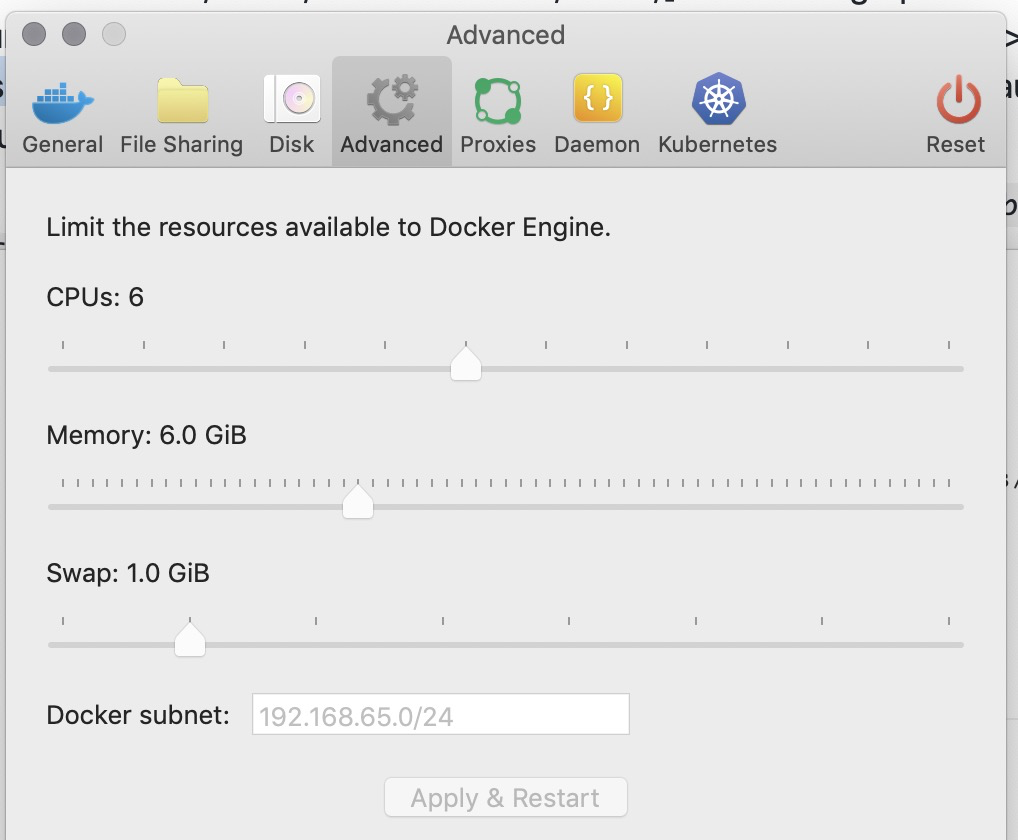 Advanced
General File Sharing Disk Advanced Proxies Daemon Kubernetes Reset
Limit the resources available to Docker Engine.
CPUs: 6
Memory: 6.0 GiB
Swap: 1.0 GiB
Docker subnet: 192.168.65.0/24
Apply & Restart